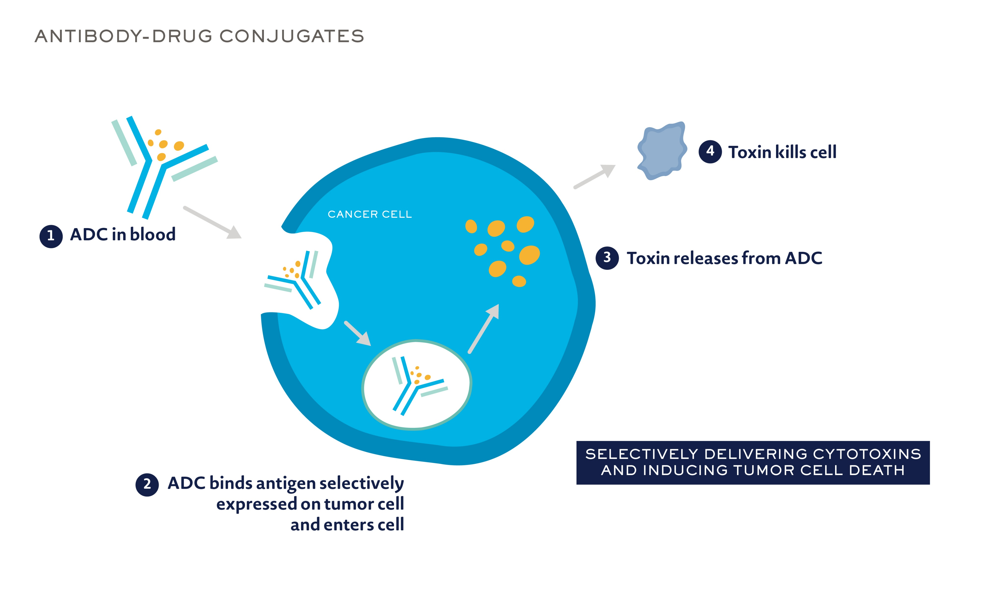 ANTIBODY-DRUG CONJUGATES
1 ADC in blood
CANCER CELL
2 ADC binds antigen selectively
expressed on tumor cell
and enters cell
3 Toxin releases from ADC
4 Toxin kills cell
SELECTIVELY DELIVERING CYTOTOXINS
AND INDUCING TUMOR CELL DEATH